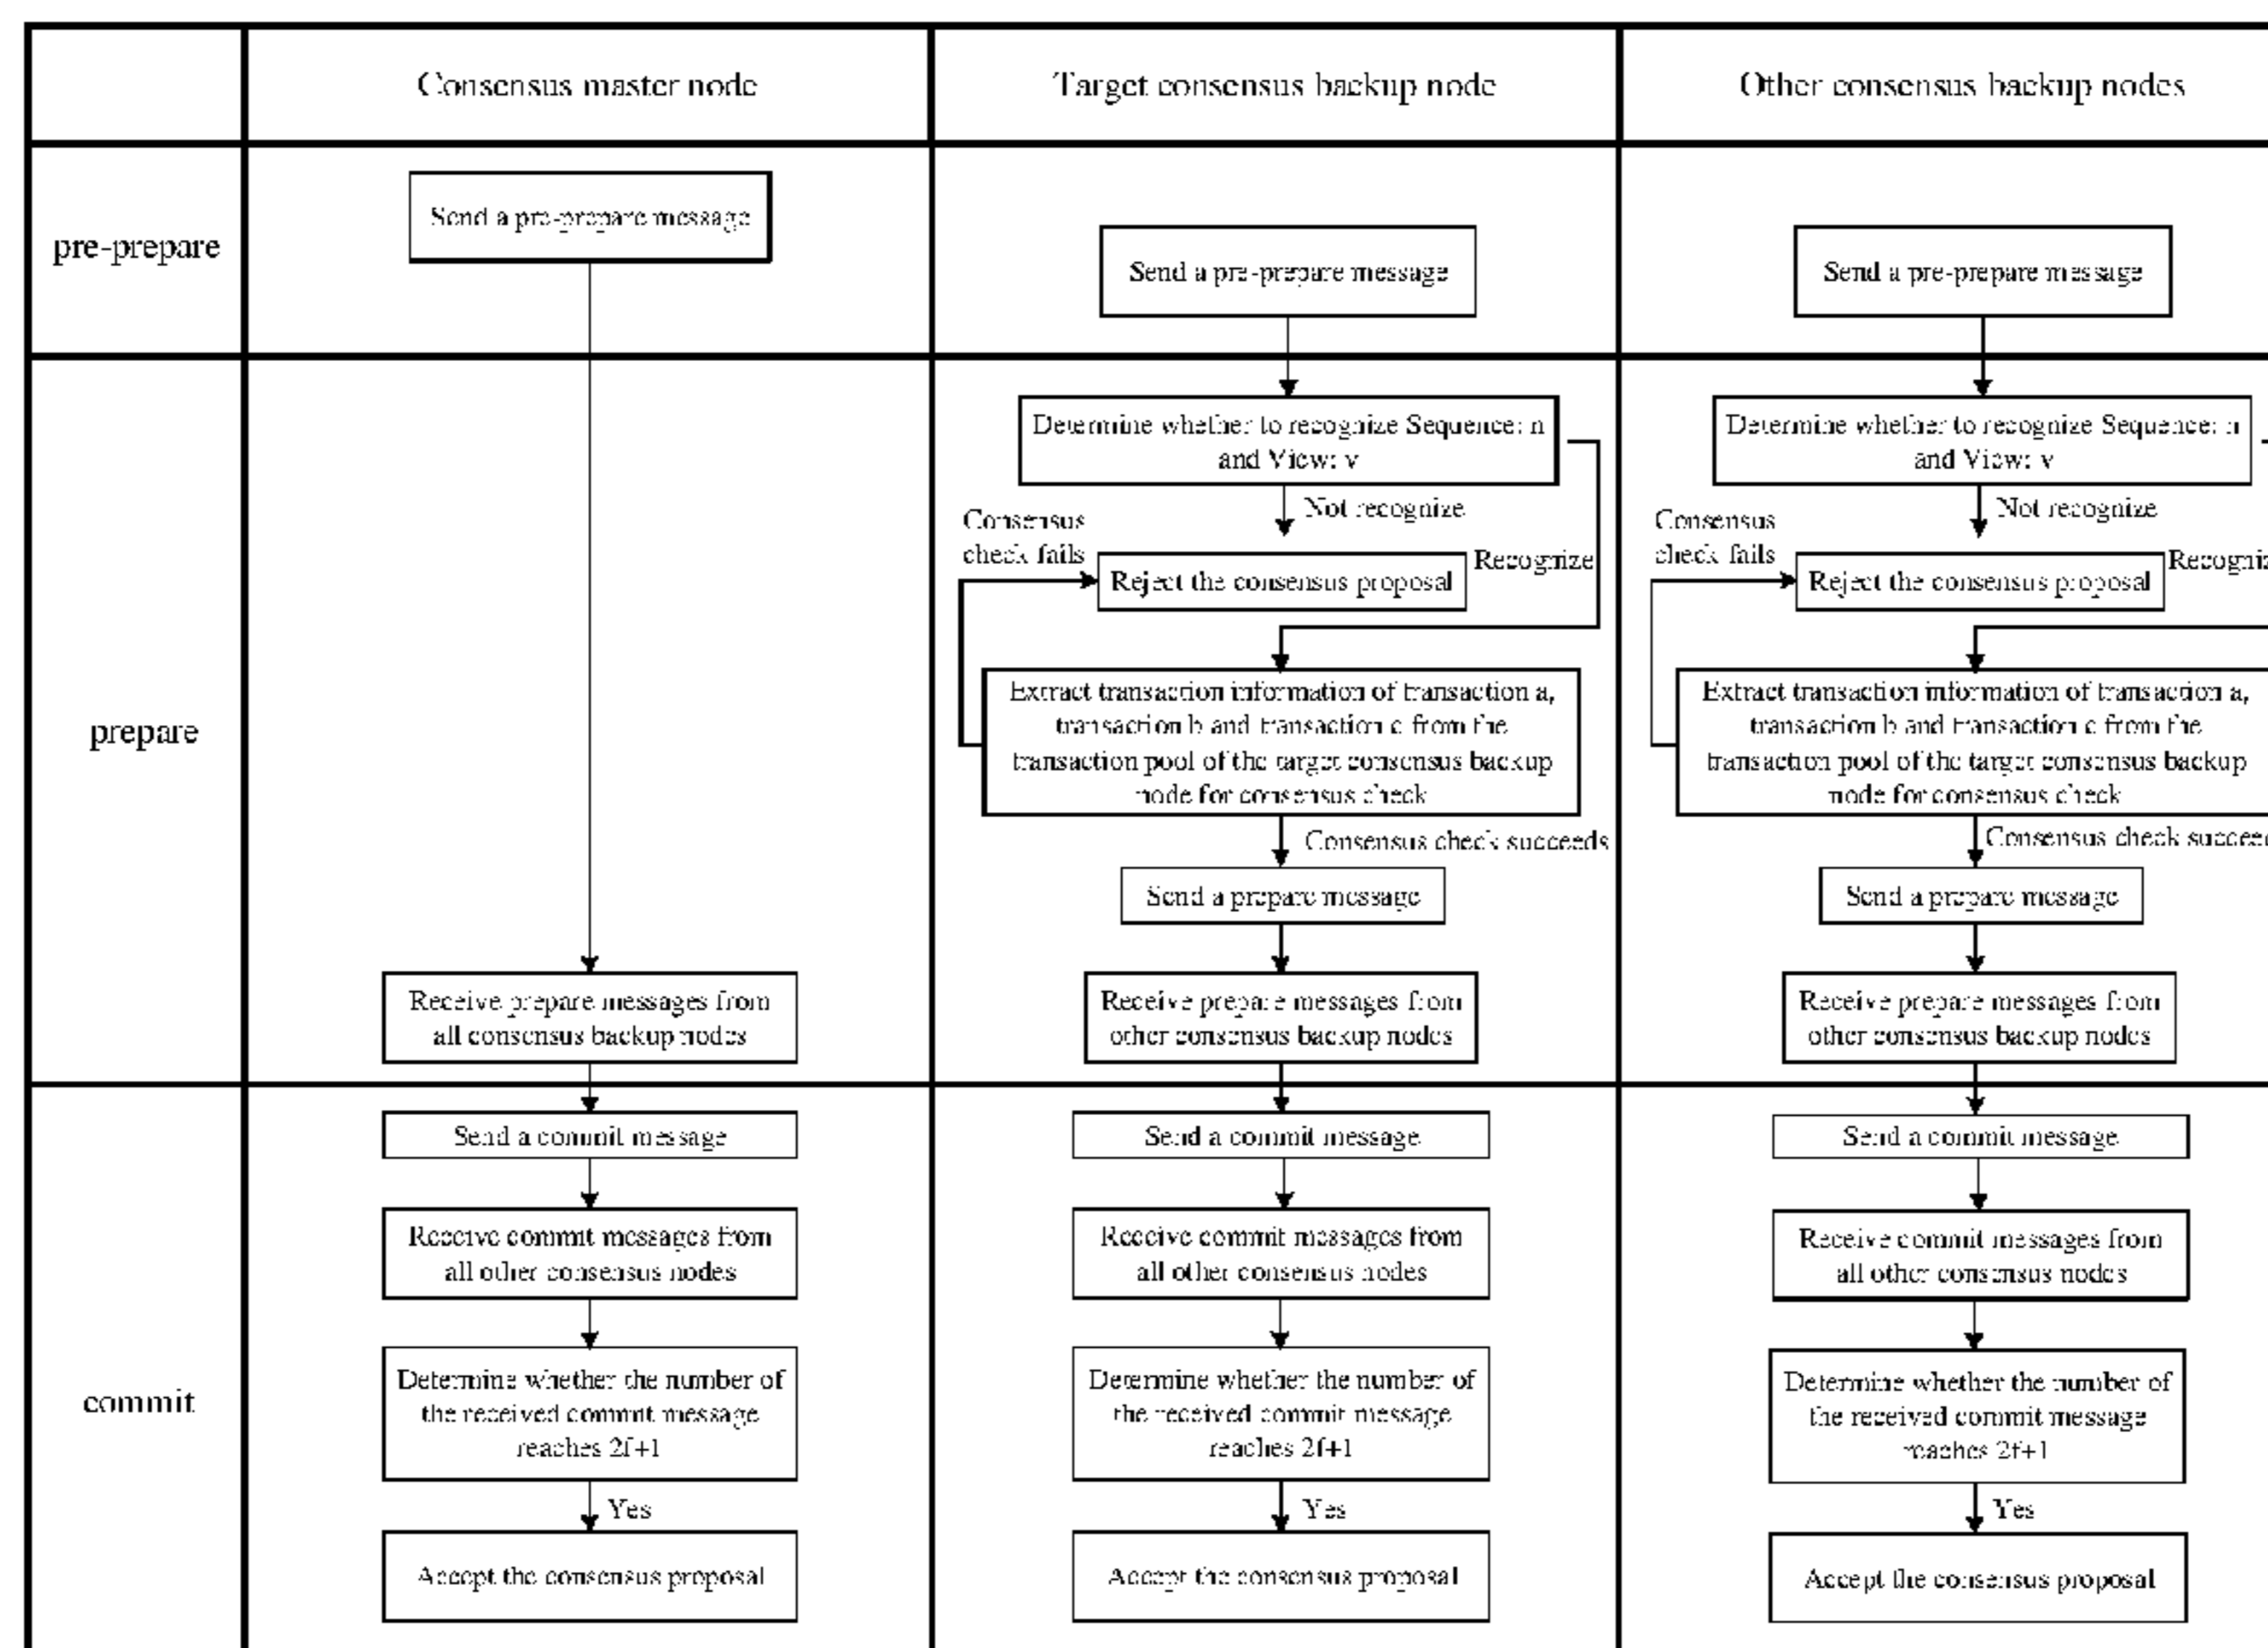 Consensus master node
Target consensus backup node
Other consensus backup nodes
pre-prepare
Send a pre-prepare message
Send a pre-prepare message
Send a pre-prepare message
prepare
Determine whether to recognize Sequence: n
and View: v
Not recognize
Consensus
check fails
Recognize
Reject the consensus proposal
Extract transaction information of transaction a,
transaction b and transaction c from the
transaction pool of the target consensus backup
node for consensus check
Consensus check succeeds
Send a prepare message
Determine whether to recognize Sequence: n
and View: v
Not recognize
Consensus
check fails
Reject the consensus proposal
Extract transaction information of transaction a,
transaction b and transaction c from the
transaction pool of the target consensus backup
node for consensus check
Consensus check
Send a prepare message
Receive prepare messages from
all consensus backup nodes
Receive prepare messages from
other consensus backup nodes
Receive prepare messages from
other consensus backup nodes
commit
Send a commit message
Receive commit messages from
all other consensus nodes
Determine whether the number of
the received commit message
reaches 2f+1
Yes
Accept the consensus proposal
Send a commit message
Receive commit messages from
all other consensus nodes
Determine whether the number of
the received commit message
reaches 2f+1
Yes
Accept the consensus proposal
Send a commit message
Receive commit messages from
all other consensus nodes
Determine whether the number of
the received commit message
reaches 2f+1
Yes
Accept the consensus proposal